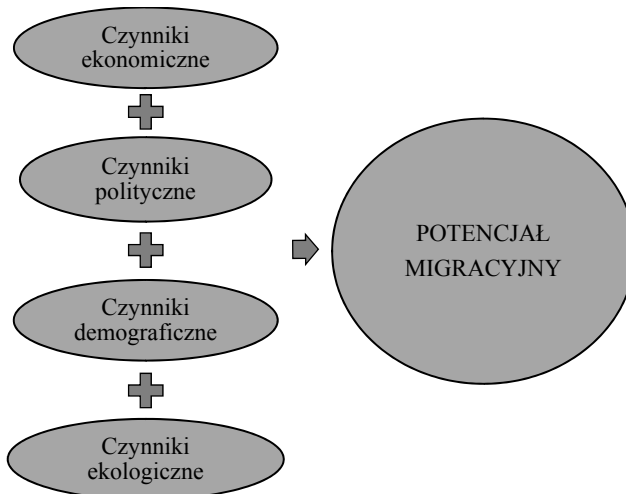 Czynniki
ekonomiczne
Czynniki
polityczne
Czynniki
demograficzne
Czynniki
ekologiczne
POTENCJAŁ
MIGRACYJNY